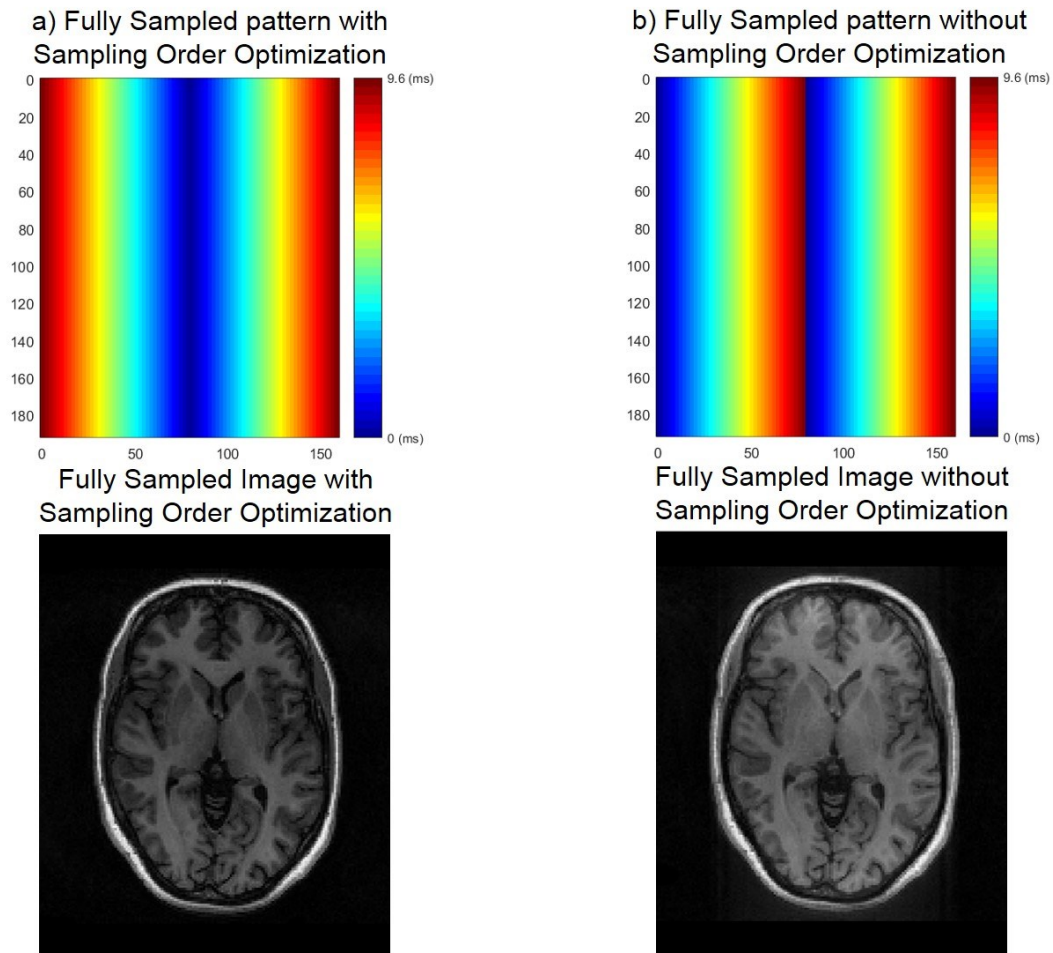 a) Fully Sampled pattern with
Sampling Order Optimization
0
20
40
60
80
100
120
140
160
180
0
50
100
150
9.6 (ms)
0 (ms)
Fully Sampled Image with
Sampling Order Optimization
b) Fully Sampled pattern without
Sampling Order Optimization
0
20
40
60
80
100
120
140
160
180
0
50
100
150
9.6 (ms)
0 (ms)
Fully Sampled Image without
Sampling Order Optimization